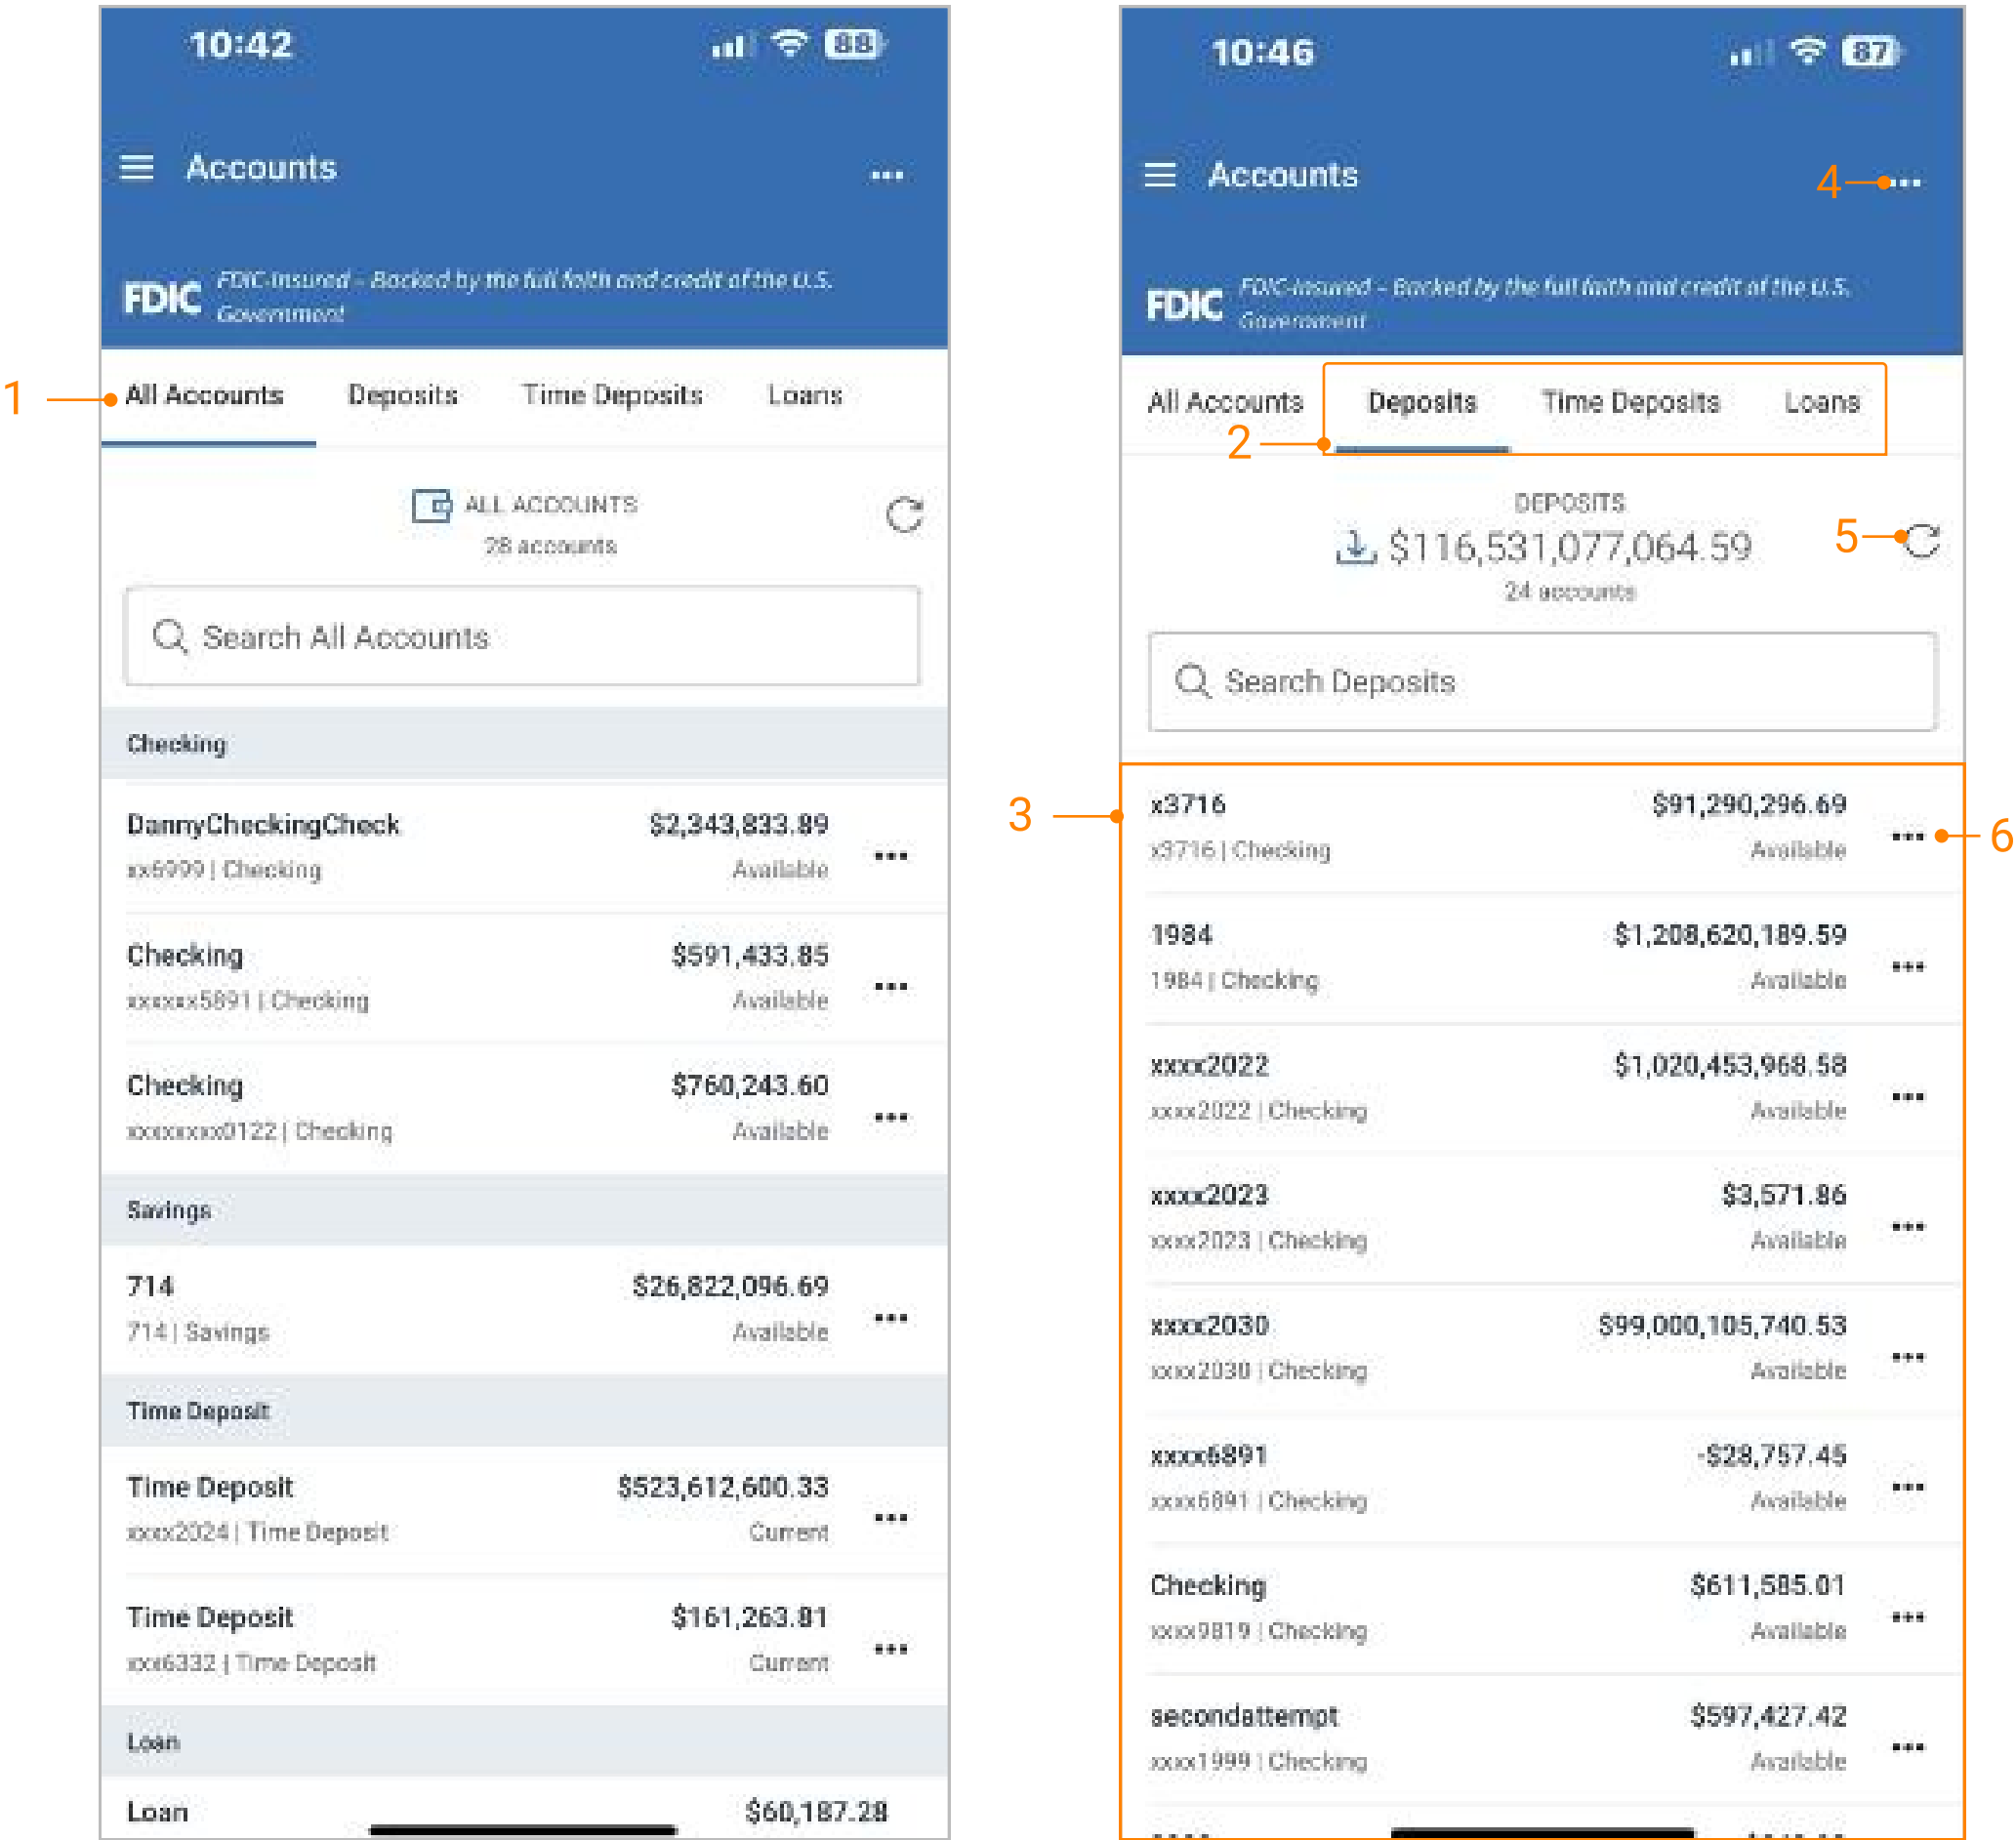 10:42
88
Accounts
FDIC FDIC-Insured - Backed by the full faith and credit of the U.S.
Government
1
All Accounts Deposits Time Deposits Loans
ALL ACCOUNTS
28 accounts
Search All Accounts
Checking
DannyCheckingCheck $2,343,833.89
xx6999 | Checking Available
Checking $591,433.85
xxxxxx5891 | Checking Available
Checking $760,243.60
xxxxxxxx0122 | Checking Available
Savings
714 $26,822,096.69
714 | Savings Available
Time Deposit
Time Deposit $523,612,600.33
xxxx2024 | Time Deposit Current
Time Deposit $161,263.81
xxx6332 | Time Deposit Current
Loan
Loan $60,187.28
10:46
87
Accounts
4
FDIC FDIC-Insured - Backed by the full faith and credit of the U.S.
Government
All Accounts Deposits Time Deposits Loans
2
DEPOSITS
$116,531,077,064.59
5
24 accounts
Search Deposits
3
x3716 $91,290,296.69
x3716 | Checking Available
6
1984 $1,208,620,189.59
1984 | Checking Available
xxxx2022 $1,020,453,968.58
xxxx2022 | Checking Available
xxxx2023 $3,571.86
xxxx2023 | Checking Available
xxxx2030 $99,000,105,740.53
xxxx2030 | Checking Available
xxxx6891 -$28,757.45
xxxx6891 | Checking Available
Checking $611,585.01
xxxx9819 | Checking Available
secondattempt $597,427.42
xxxx1999 | Checking Available